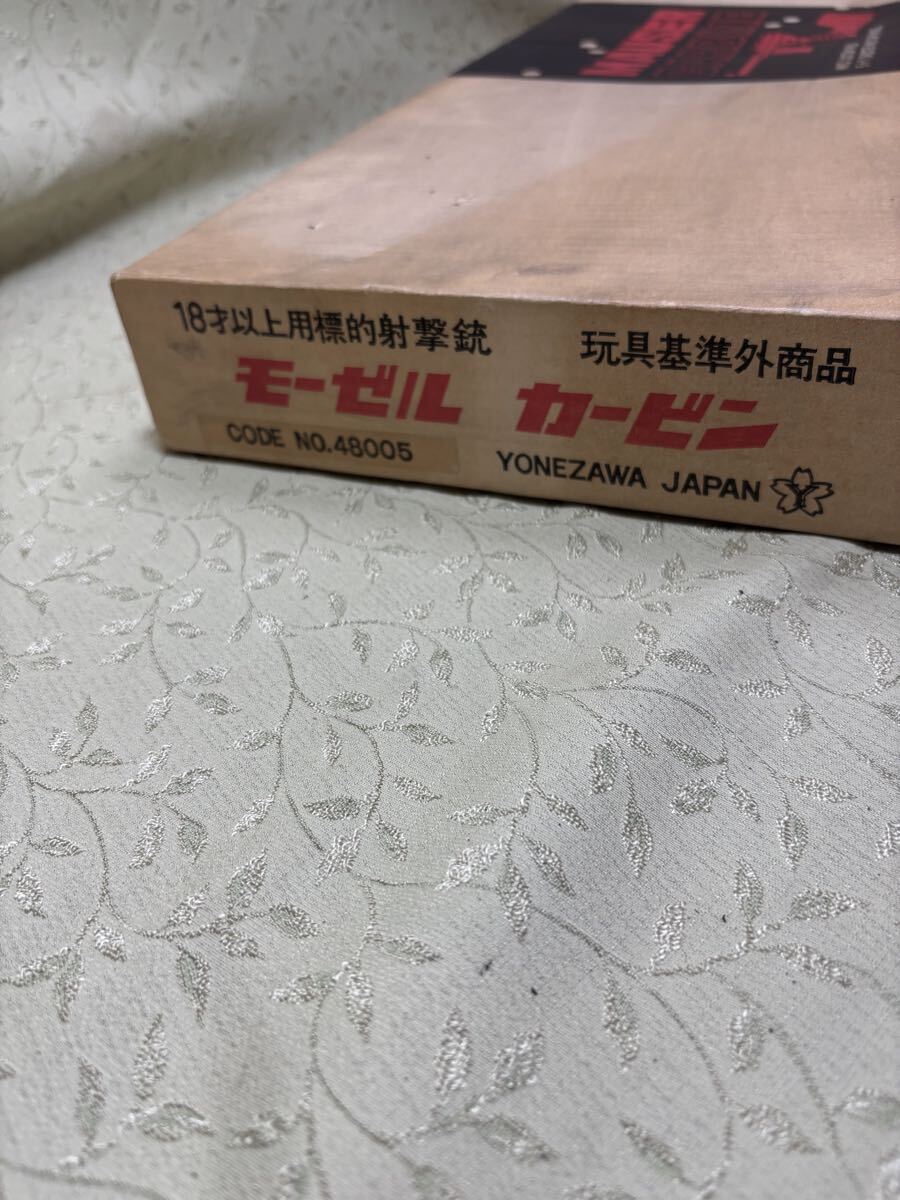 18才以上用標的射撃銃 玩具基準外商品
モーゼル カービン
CODE NO.48005 YONEZAWA JAPAN